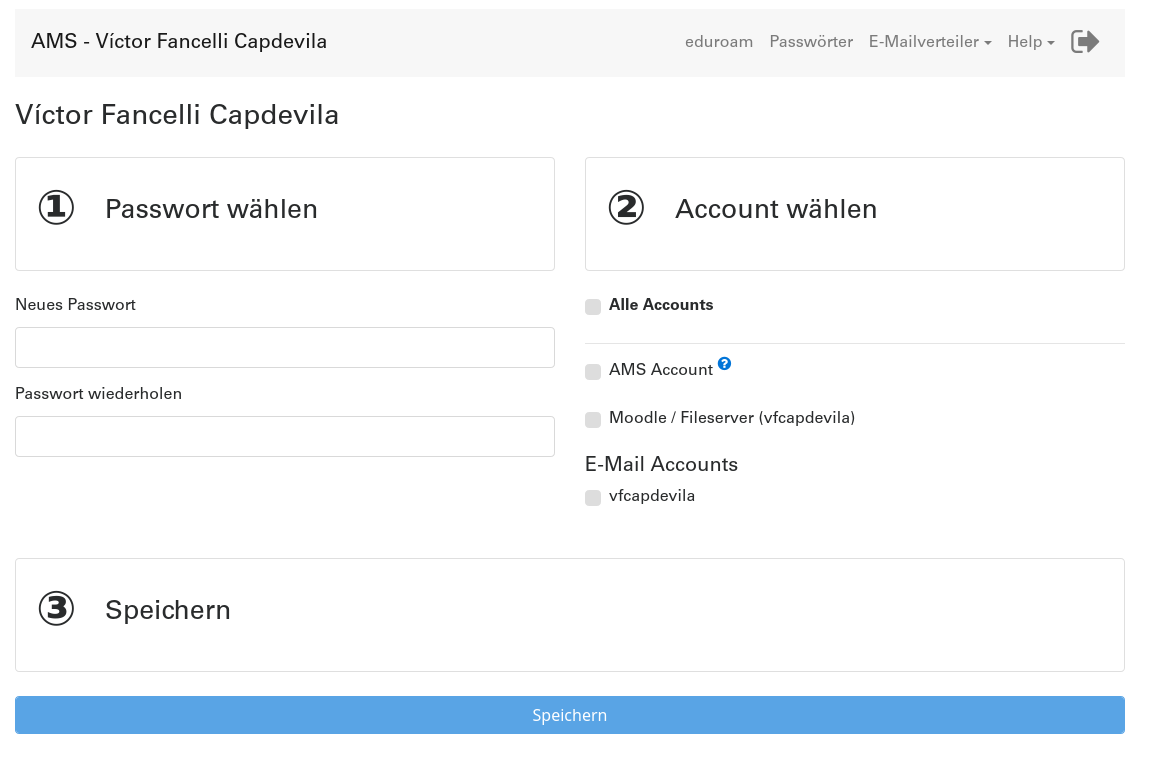 AMS - Víctor Fancelli Capdevila
eduroam Passwörter E-Mailverteiler Help
Víctor Fancelli Capdevila
① Passwort wählen
② Account wählen
Neues Passwort
Passwort wiederholen
Alle Accounts
AMS Account ?
Moodle / Fileserver (vfcapdevila)
E-Mail Accounts
vfcapdevila
③ Speichern
Speichern